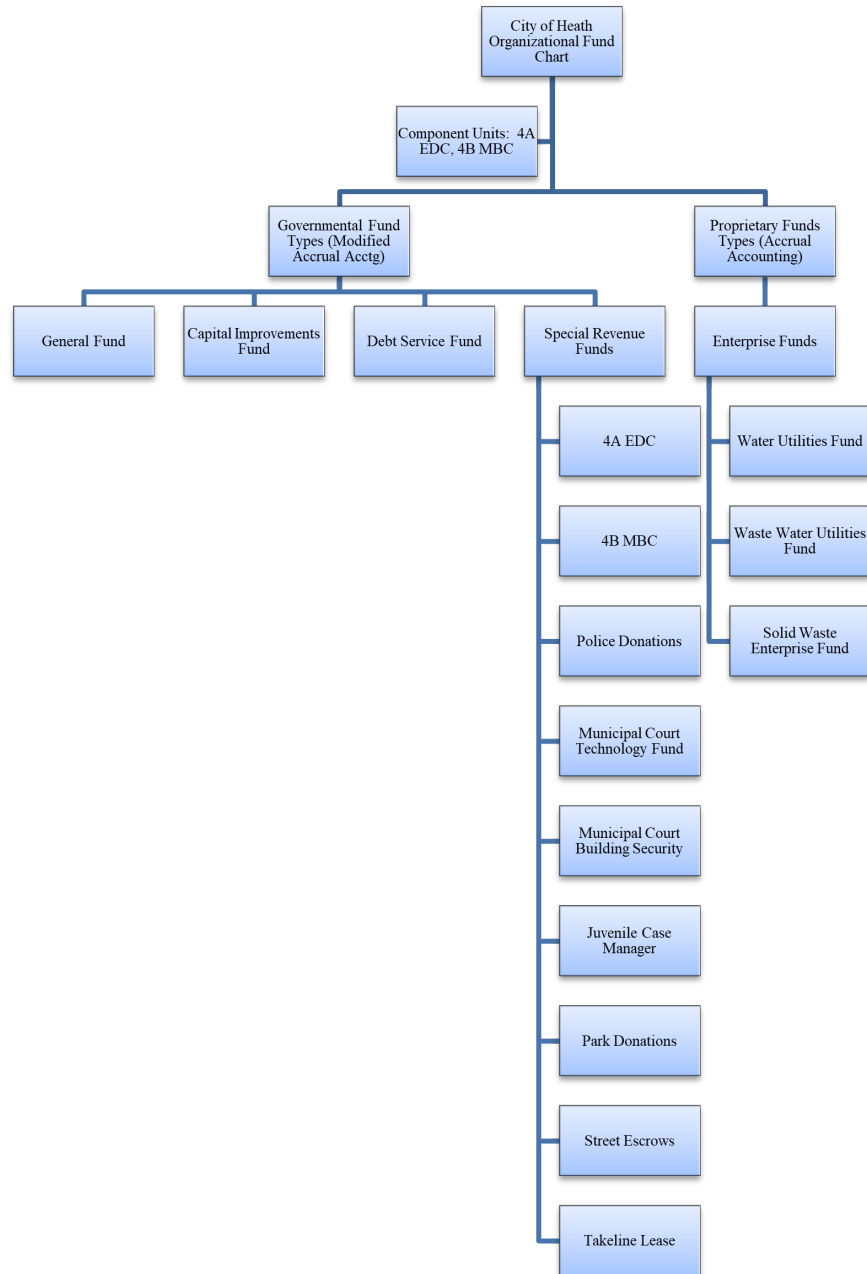 City of Heath
Organizational Fund
Chart
Component Units:  4A
EDC, 4B MBC
Governmental Fund
Types (Modified
Accrual Acctg)
Proprietary Funds
Types (Accrual
Accounting)
General Fund
Capital Improvements
Fund
Debt Service Fund
Special Revenue
Funds
Enterprise Funds
4A EDC
Water Utilities Fund
4B MBC
Waste Water Utilities
Fund
Police Donations
Solid Waste
Enterprise Fund
Municipal Court
Technology Fund
Municipal Court
Building Security
Juvenile Case
Manager
Park Donations
Street Escrows
Takeline Lease